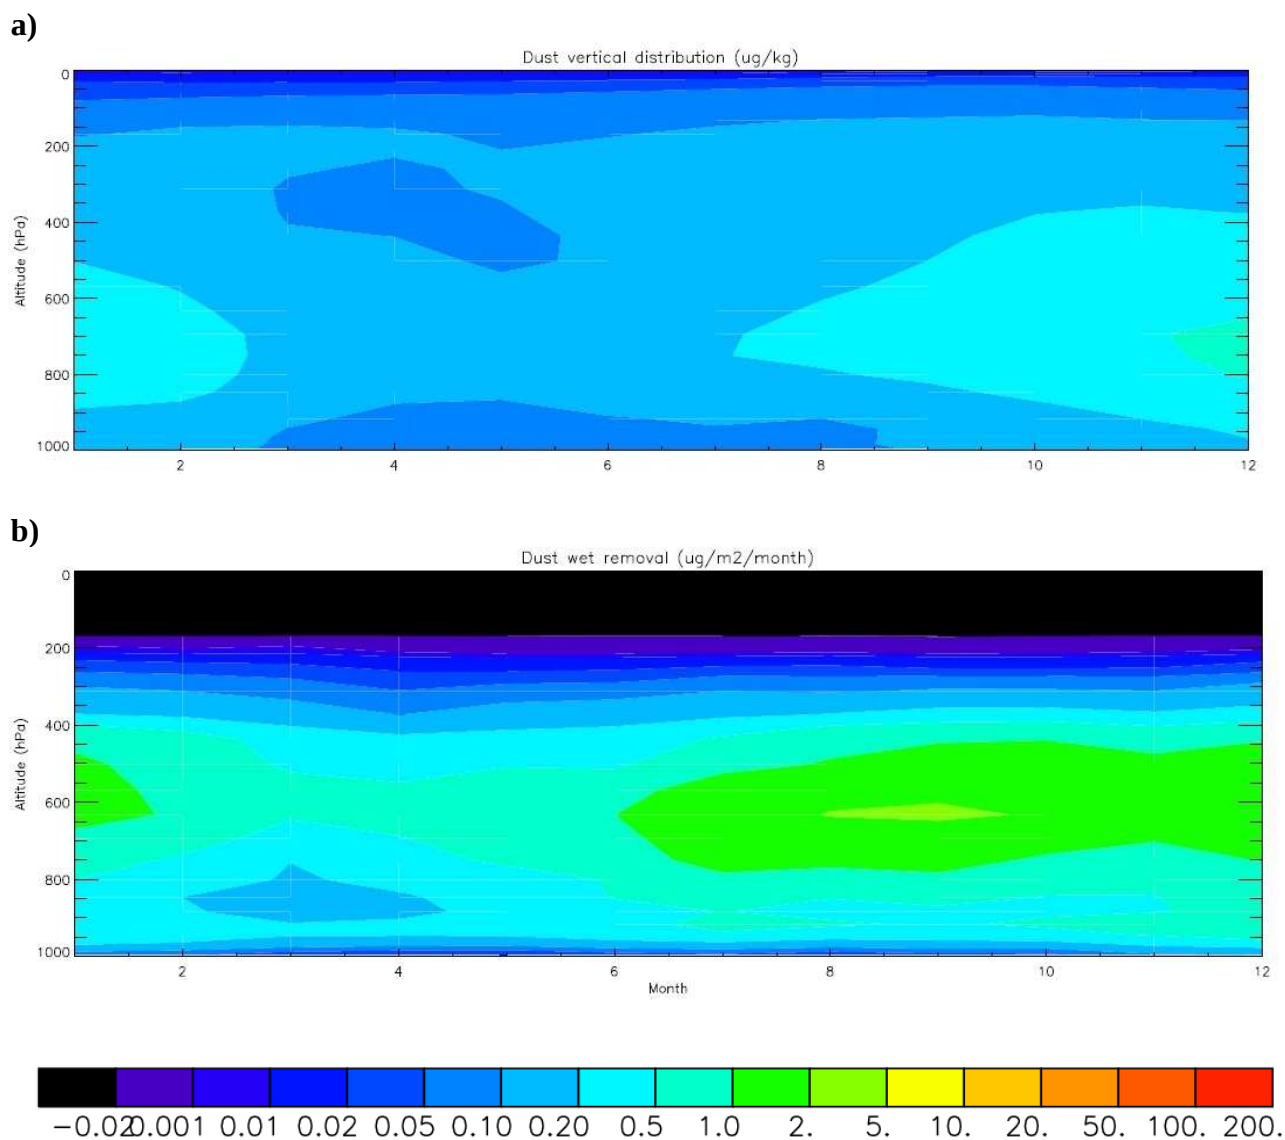 a)
Dust vertical distribution (ug/kg)
0
200
400
600
800
1000
Altitude (hPa)
2 4 6 8 10 12
b)
Dust wet removal (ug/m2/month)
0
200
400
600
800
1000
Altitude (hPa)
2 4 6 8 10 12
Month
−0.02 0.001 0.01 0.02 0.05 0.10 0.20 0.5 1.0 2. 5. 10. 20. 50. 100. 200.